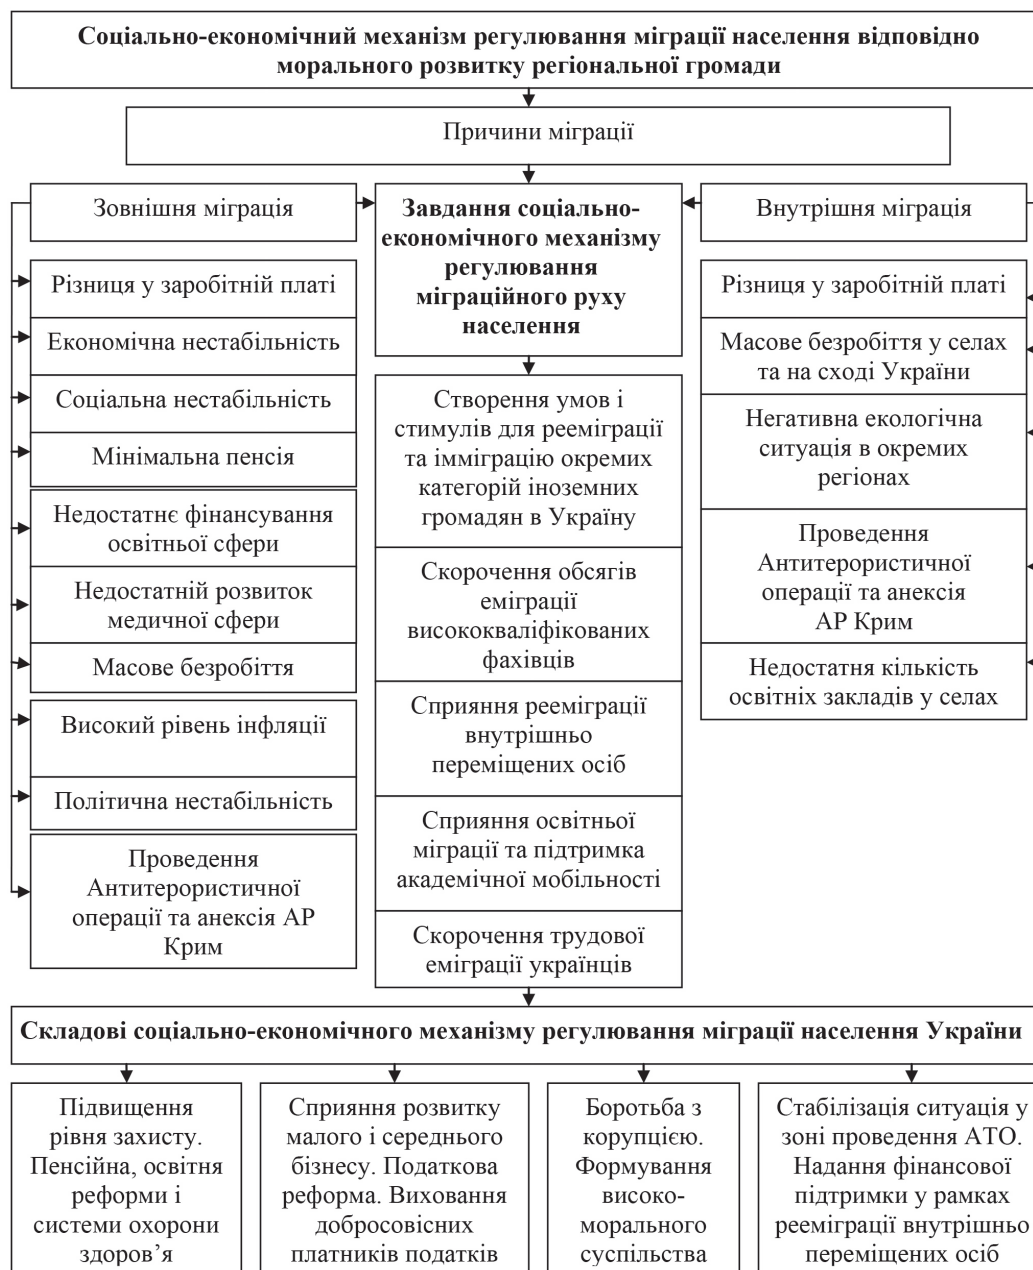 Соціально-економічний механізм регулювання міграції населення відповідно
морального розвитку регіональної громади
Причини міграції
Зовнішня міграція
Різниця у заробітній платі
Економічна нестабільність
Соціальна нестабільність
Мінімальна пенсія
Недостатнє фінансування
освітньої сфери
Недостатній розвиток
медичної сфери
Масове безробіття
Високий рівень інфляції
Політична нестабільність
Проведення
Антитерористичної
операції та анексія АР
Крим
Завдання соціально-
економічного механізму
регулювання
міграційного руху
населення
Створення умов і
стимулів для рееміграції
та імміграцію окремих
категорій іноземних
громадян в Україну
Скорочення обсягів
еміграції
висококваліфікованих
фахівців
Сприяння рееміграції
внутрішньо
переміщених осіб
Сприяння освітньої
міграції та підтримка
академічної мобільності
Скорочення трудової
еміграції українців
Внутрішня міграція
Різниця у заробітній платі
Масове безробіття у селах
та на сході України
Негативна екологічна
ситуація в окремих
регіонах
Проведення
Антитерористичної
операції та анексія
АР Крим
Недостатня кількість
освітніх закладів у селах
Складові соціально-економічного механізму регулювання міграції населення України
Підвищення
рівня захисту.
Пенсійна, освітня
реформи і
системи охорони
здоров’я
Сприяння розвитку
малого і середнього
бізнесу. Податкова
реформа. Виховання
добросовісних
платників податків
Боротьба з
корупцією.
Формування
високо-
морального
суспільства
Стабілізація ситуація у
зоні проведення АТО.
Надання фінансової
підтримки у рамках
рееміграції внутрішньо
переміщених осіб